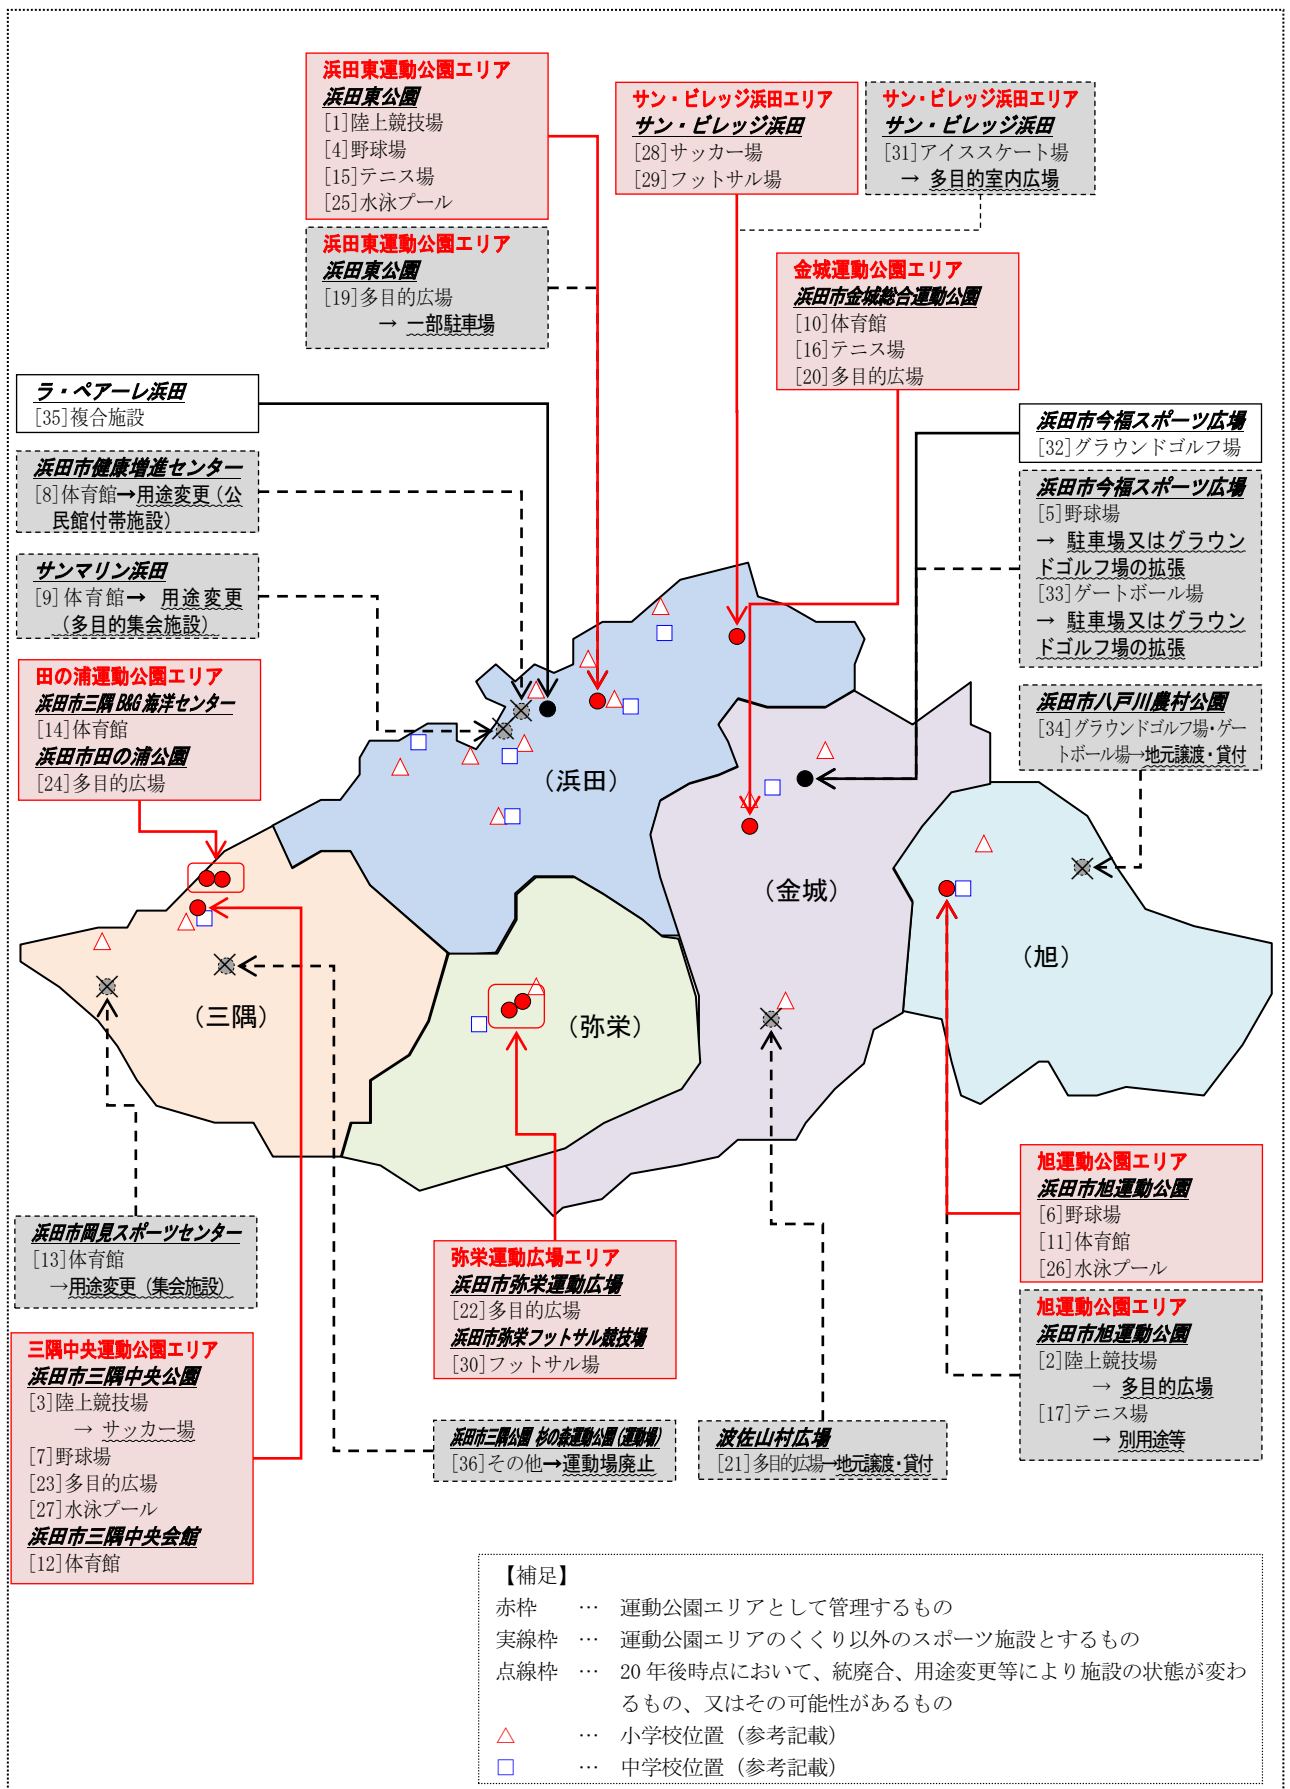 浜田東運動公園エリア
浜田東公園
[1]陸上競技場
[4]野球場
[15]テニス場
[25]水泳プール
サン・ビレッジ浜田エリア
サン・ビレッジ浜田
[28]サッカー場
[29]フットサル場
サン・ビレッジ浜田エリア
サン・ビレッジ浜田
[31]アイススケート場
→ 多目的室内広場
浜田東運動公園エリア
浜田東公園
[19]多目的広場
→ 一部駐車場
金城運動公園エリア
浜田市金城総合運動公園
[10]体育館
[16]テニス場
[20]多目的広場
ラ・ペアーレ浜田
[35]複合施設
浜田市今福スポーツ広場
[32]グラウンドゴルフ場
浜田市健康増進センター
[8]体育館→用途変更（公
民館付帯施設）
浜田市今福スポーツ広場
[5]野球場
→ 駐車場又はグラウン
ドゴルフ場の拡張
[33]ゲートボール場
→ 駐車場又はグラウン
ドゴルフ場の拡張
サンマリン浜田
[9]体育館→ 用途変更
（多目的集会施設）
田の浦運動公園エリア
浜田市三隅B&G海洋センター
[14]体育館
浜田市田の浦公園
[24]多目的広場
浜田市八戸川農村公園
[34]グラウンドゴルフ場・ゲー
トボール場→地元譲渡・貸付
（浜田）
（金城）
（旭）
（三隅）
（弥栄）
旭運動公園エリア
浜田市旭運動公園
[6]野球場
[11]体育館
[26]水泳プール
浜田市岡見スポーツセンター
[13]体育館
→用途変更（集会施設）
弥栄運動広場エリア
浜田市弥栄運動広場
[22]多目的広場
浜田市弥栄フットサル競技場
[30]フットサル場
旭運動公園エリア
浜田市旭運動公園
[2]陸上競技場
→ 多目的広場
[17]テニス場
→ 別用途等
三隅中央運動公園エリア
浜田市三隅中央公園
[3]陸上競技場
→ サッカー場
[7]野球場
[23]多目的広場
[27]水泳プール
浜田市三隅中央会館
[12]体育館
浜田市三隅公園 杉の森運動公園(運動場)
[36]その他→運動場廃止
波佐山村広場
[21]多目的広場→地元譲渡・貸付
【補足】
赤枠 … 運動公園エリアとして管理するもの
実線枠 … 運動公園エリアのくくり以外のスポーツ施設とするもの
点線枠 … 20年後時点において、統廃合、用途変更等により施設の状態が変わ
るもの、又はその可能性があるもの
△ … 小学校位置（参考記載）
□ … 中学校位置（参考記載）